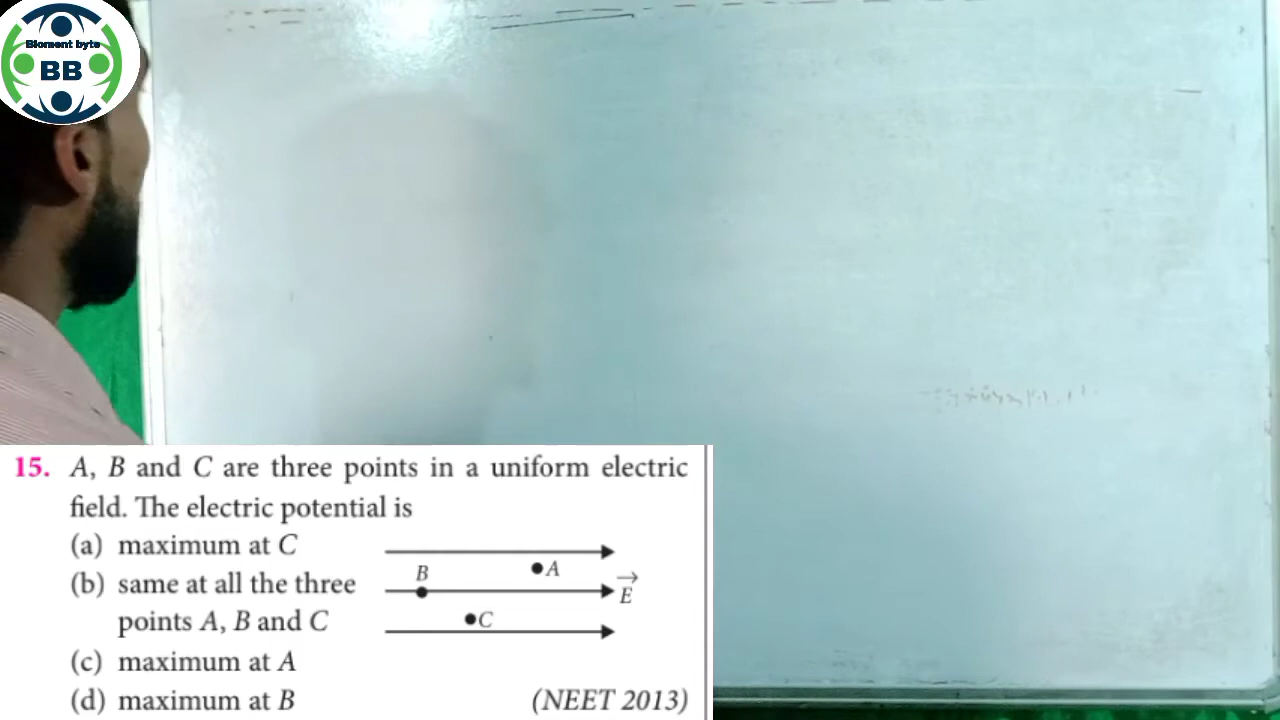 Bioment byte
BB
15. A, B and C are three points in a uniform electric
field. The electric potential is
(a) maximum at C
(b) same at all the three
points A, B and C
(c) maximum at A
(d) maximum at B
(NEET 2013)
B
A
C
E